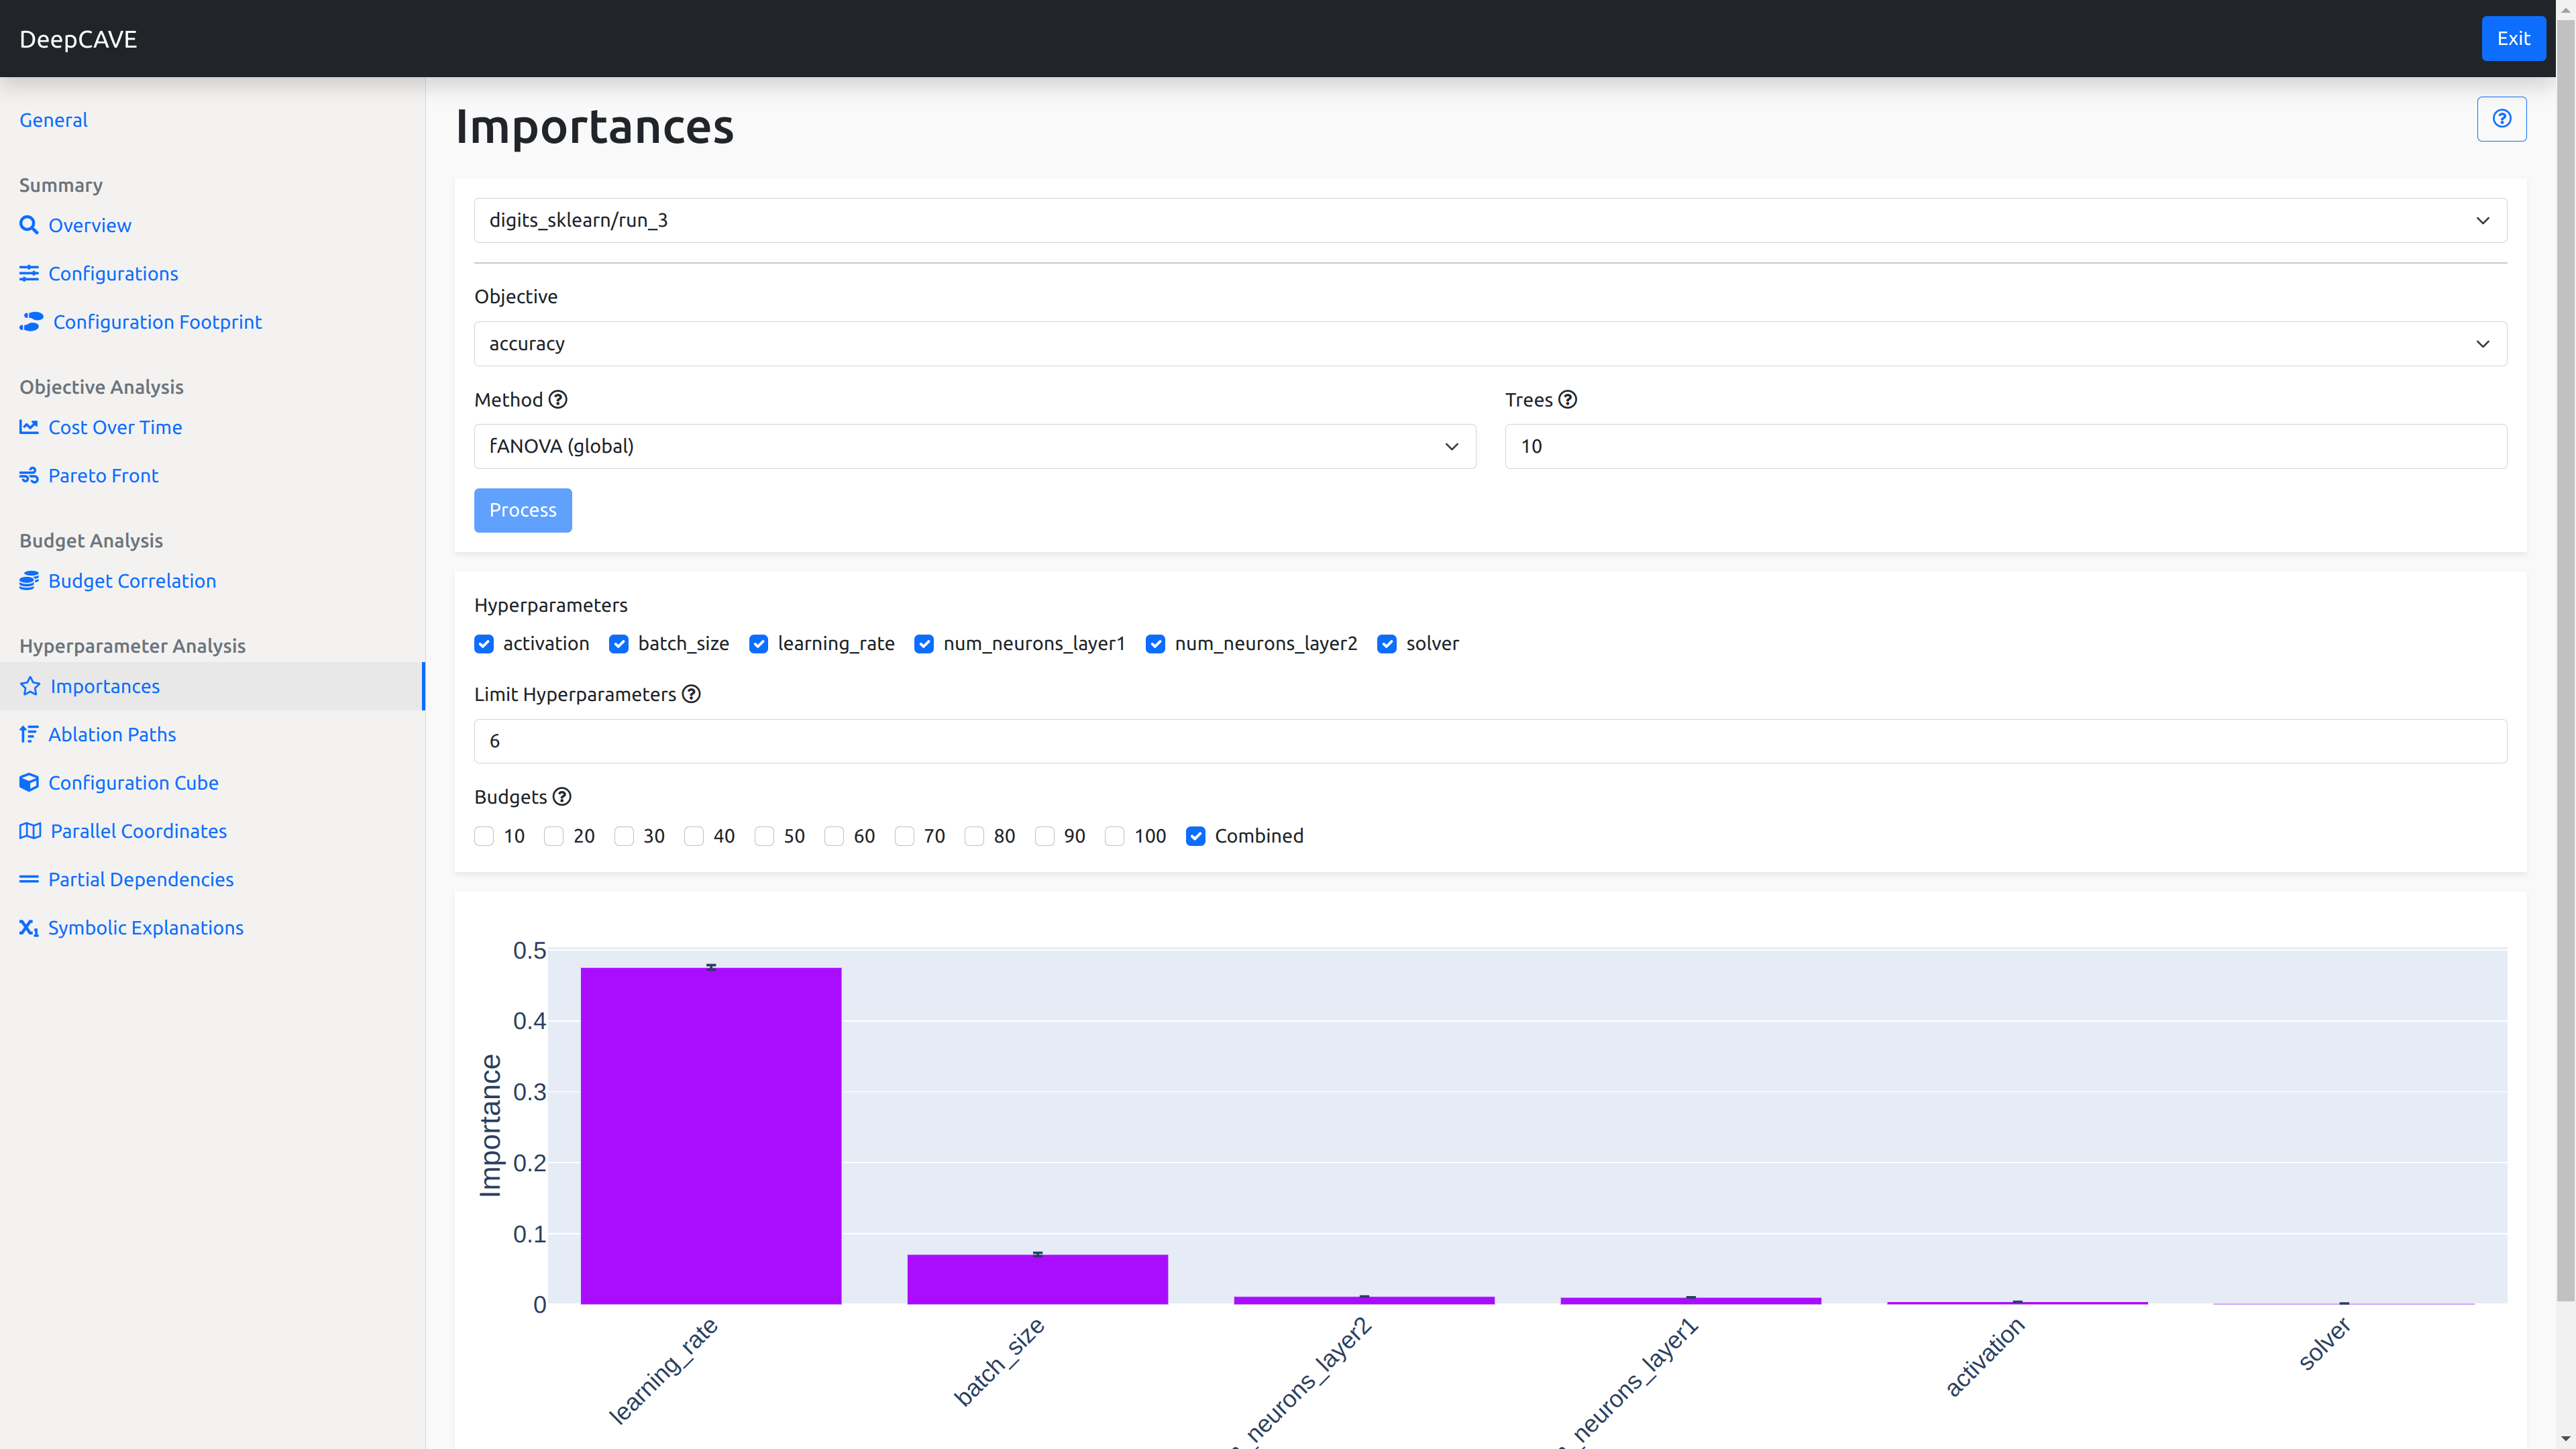 DeepCAVE
Exit
General
Summary
Overview
Configurations
Configuration Footprint
Objective Analysis
Cost Over Time
Pareto Front
Budget Analysis
Budget Correlation
Hyperparameter Analysis
Importances
Ablation Paths
Configuration Cube
Parallel Coordinates
Partial Dependencies
Symbolic Explanations
Importances
digits_sklearn/run_3
Objective
accuracy
Method
Trees
fANOVA (global)
10
Process
Hyperparameters
activation batch_size learning_rate num_neurons_layer1 num_neurons_layer2 solver
Limit Hyperparameters
6
Budgets
10 20 30 40 50 60 70 80 90 100 Combined
Importance
0.5
0.4
0.3
0.2
0.1
0
learning_rate
batch_size
_neurons_layer2
_neurons_layer1
activation
solver